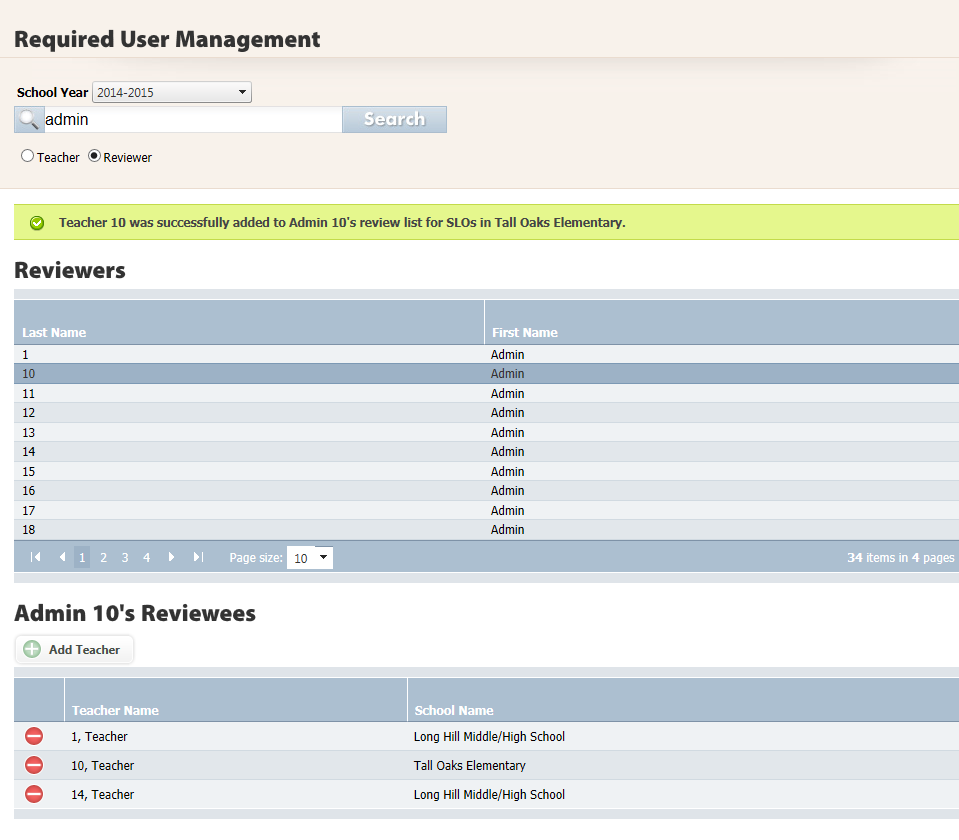 Required User Management
School Year 2014-2015
admin Search
Teacher Reviewer
Teacher 10 was successfully added to Admin 10's review list for SLOs in Tall Oaks Elementary.
Reviewers
Last Name First Name
1 Admin
10 Admin
11 Admin
12 Admin
13 Admin
14 Admin
15 Admin
16 Admin
17 Admin
18 Admin
1 2 3 4 Page size: 10 34 items in 4 pages
Admin 10's Reviewees
Add Teacher
Teacher Name School Name
1, Teacher Long Hill Middle/High School
10, Teacher Tall Oaks Elementary
14, Teacher Long Hill Middle/High School